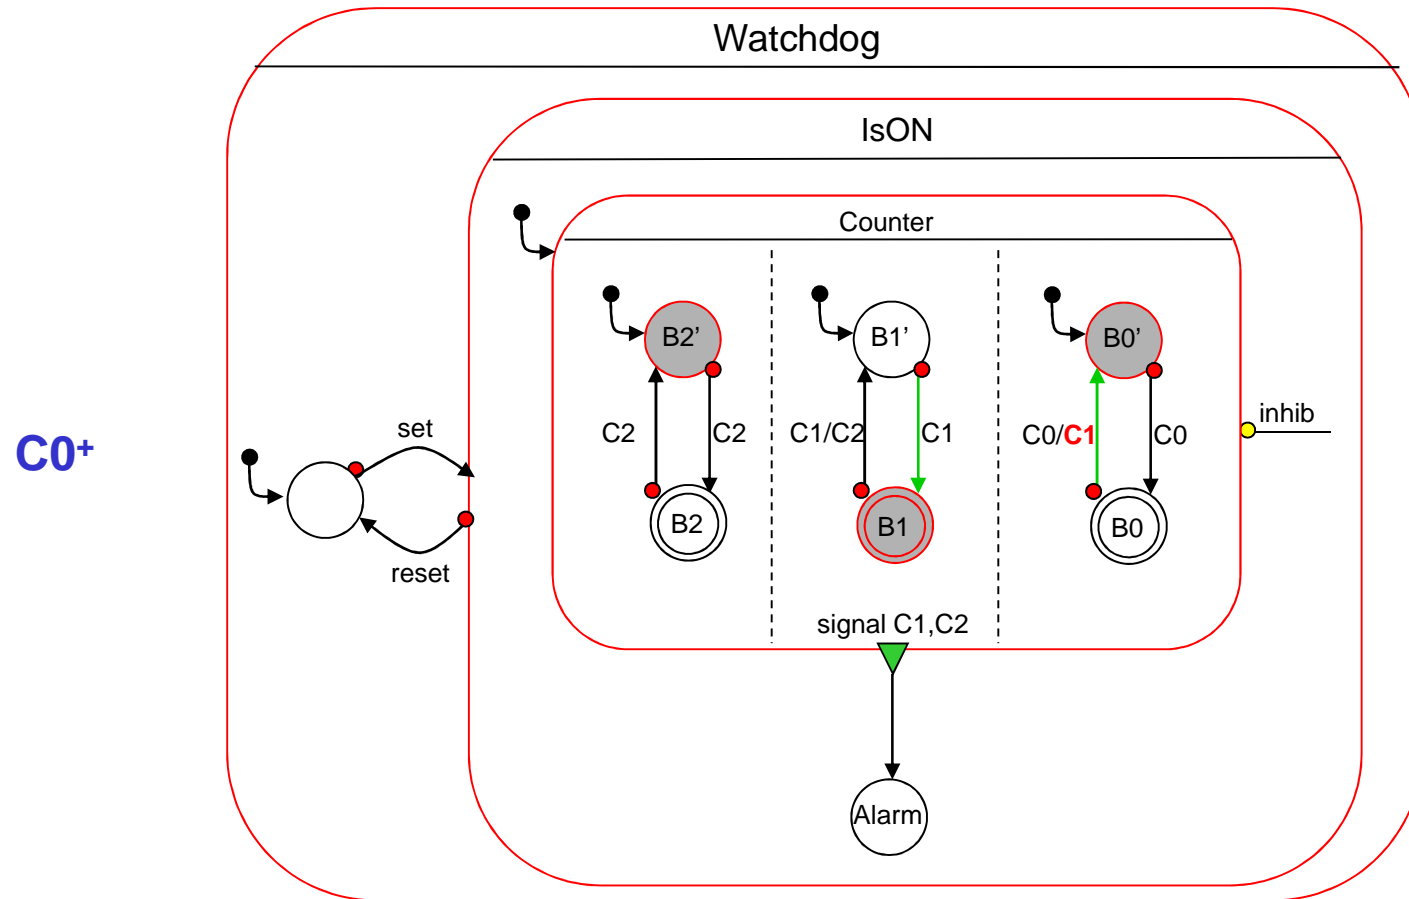 Watchdog
IsON
Counter
B2’
B1’
B0’
C0+
set
reset
C2
C2
C1/C2
C1
C0/C1
C0
inhib
B2
B1
B0
signal C1,C2
Alarm